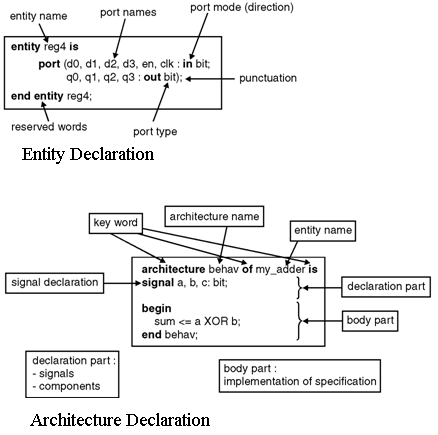 entity name
port names
port mode (direction)
entity reg4 is
port (d0, d1, d2, d3, en, clk : in bit;
q0, q1, q2, q3 : out bit);
punctuation
end entity reg4;
reserved words
port type
Entity Declaration
architecture name
key word
entity name
architecture behav of my_adder is
signal declaration
signal a, b, c: bit;
declaration part
begin
body part
sum <= a XOR b;
end behav;
declaration part :
- signals
- components
body part :
implementation of specification
Architecture Declaration